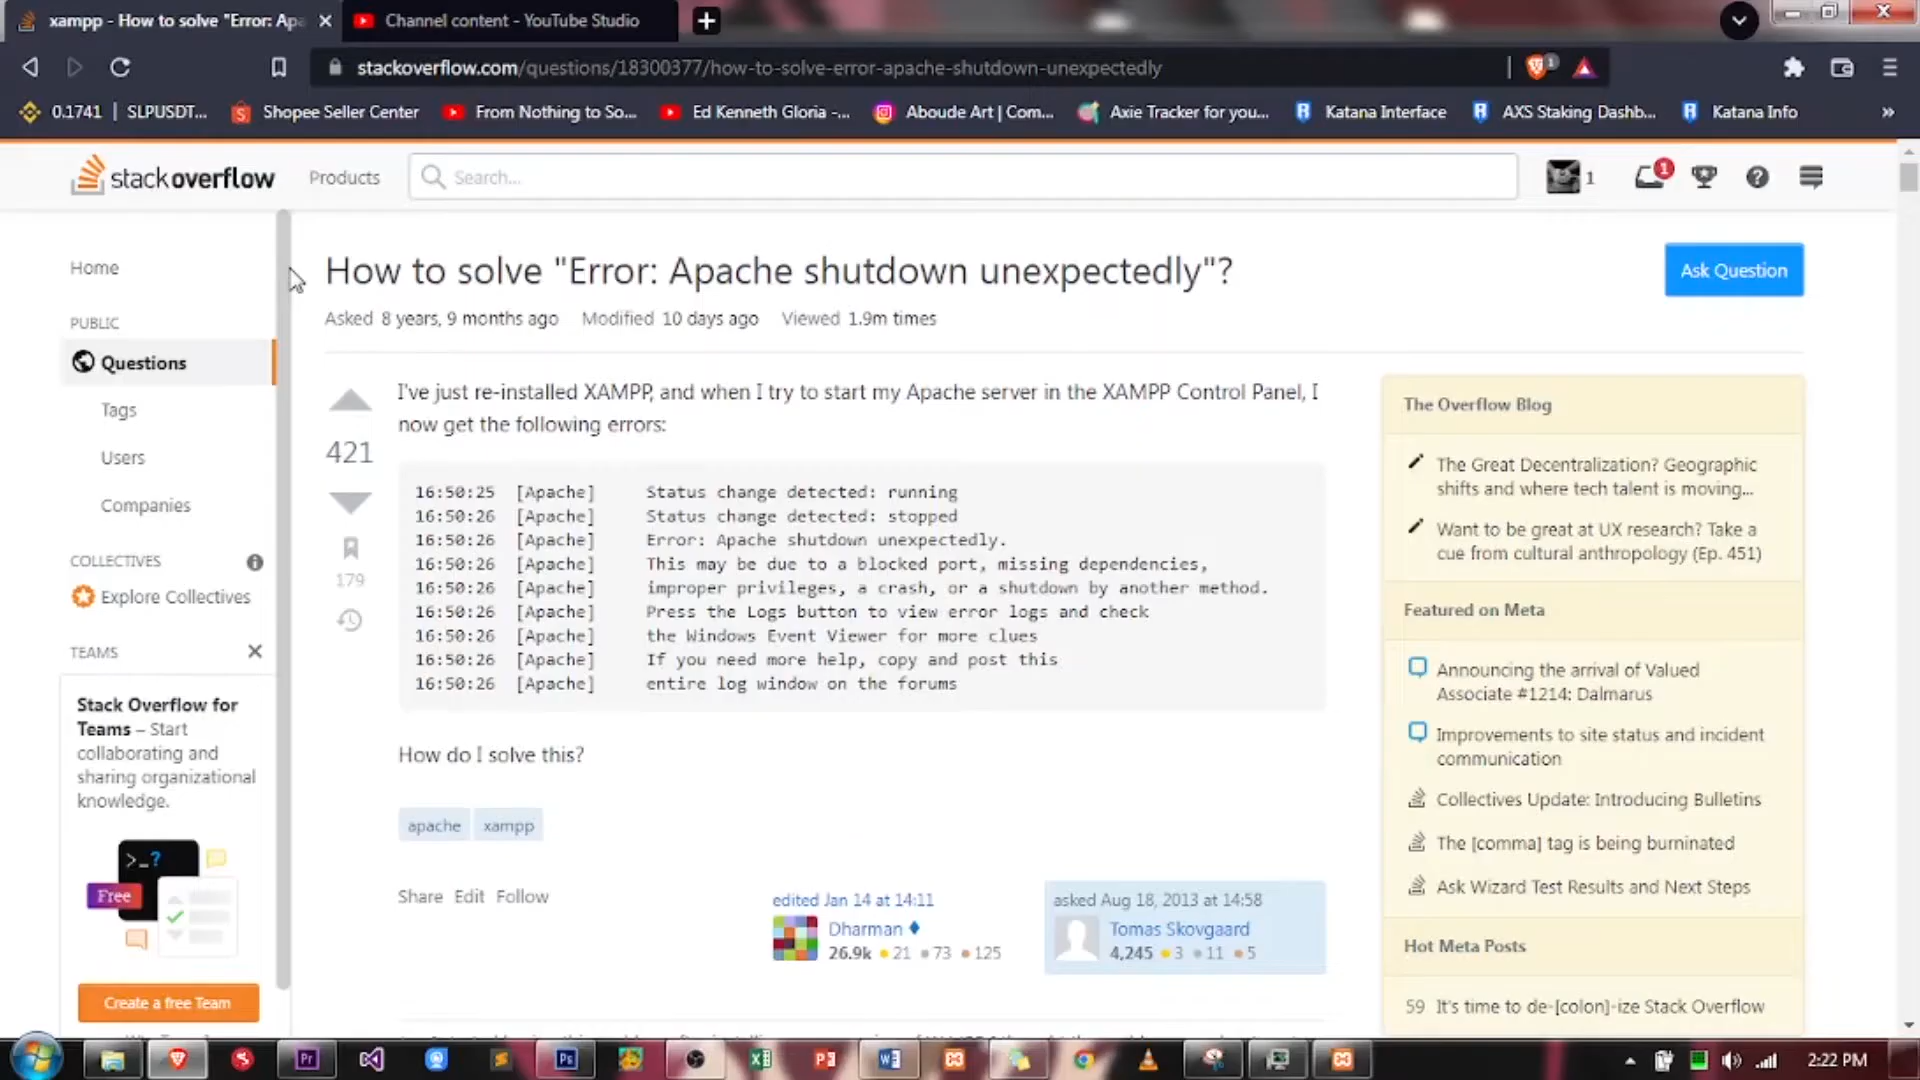 xampp - How to solve "Error: Apa
Channel content - YouTube Studio
stackoverflow.com/questions/18300377/how-to-solve-error-apache-shutdown-unexpectedly
1
0.1741 | SLPUSDT...
Shopee Seller Center
From Nothing to So...
Ed Kenneth Gloria -...
Aboude Art | Com...
Axie Tracker for you...
Katana Interface
AXS Staking Dashb...
Katana Info
»
stackoverflow
Products
Search...
1
1
Home
PUBLIC
Questions
Tags
Users
Companies
COLLECTIVES
Explore Collectives
TEAMS
Stack Overflow for
Teams – Start
collaborating and
sharing organizational
knowledge.
>_?
Free
Create a free Team
How to solve "Error: Apache shutdown unexpectedly"?
Ask Question
Asked 8 years, 9 months ago Modified 10 days ago Viewed 1.9m times
421
179
I've just re-installed XAMPP, and when I try to start my Apache server in the XAMPP Control Panel, I
now get the following errors:
16:50:25 [Apache] Status change detected: running
16:50:26 [Apache] Status change detected: stopped
16:50:26 [Apache] Error: Apache shutdown unexpectedly.
16:50:26 [Apache] This may be due to a blocked port, missing dependencies,
16:50:26 [Apache] improper privileges, a crash, or a shutdown by another method.
16:50:26 [Apache] Press the Logs button to view error logs and check
16:50:26 [Apache] the Windows Event Viewer for more clues
16:50:26 [Apache] If you need more help, copy and post this
16:50:26 [Apache] entire log window on the forums
How do I solve this?
apache xampp
Share Edit Follow
edited Jan 14 at 14:11
Dharman
26.9k 21 73 125
asked Aug 18, 2013 at 14:58
Tomas Skovgaard
4,245 3 11 5
The Overflow Blog
The Great Decentralization? Geographic
shifts and where tech talent is moving...
Want to be great at UX research? Take a
cue from cultural anthropology (Ep. 451)
Featured on Meta
Announcing the arrival of Valued
Associate #1214: Dalmarus
Improvements to site status and incident
communication
Collectives Update: Introducing Bulletins
The [comma] tag is being burninated
Ask Wizard Test Results and Next Steps
Hot Meta Posts
59 It's time to de-[colon]-ize Stack Overflow
Pr
Ps
2:22 PM